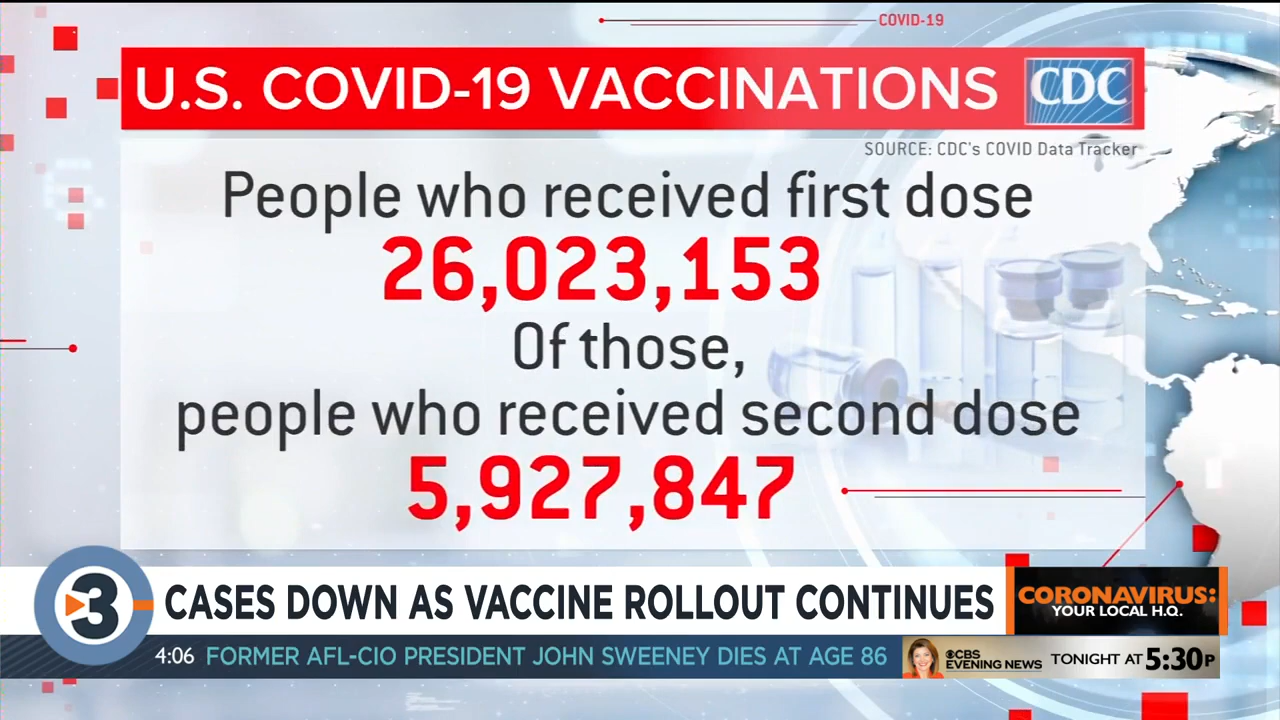 COVID-19
U.S. COVID-19 VACCINATIONS
CDC
SOURCE: CDC's COVID Data Tracker
People who received first dose
26,023,153
Of those,
people who received second dose
5,927,847
3
CASES DOWN AS VACCINE ROLLOUT CONTINUES
CORONAVIRUS:
YOUR LOCAL H.Q.
4:06 FORMER AFL-CIO PRESIDENT JOHN SWEENEY DIES AT AGE 86
CBS
EVENING NEWS
TONIGHT AT 5:30P